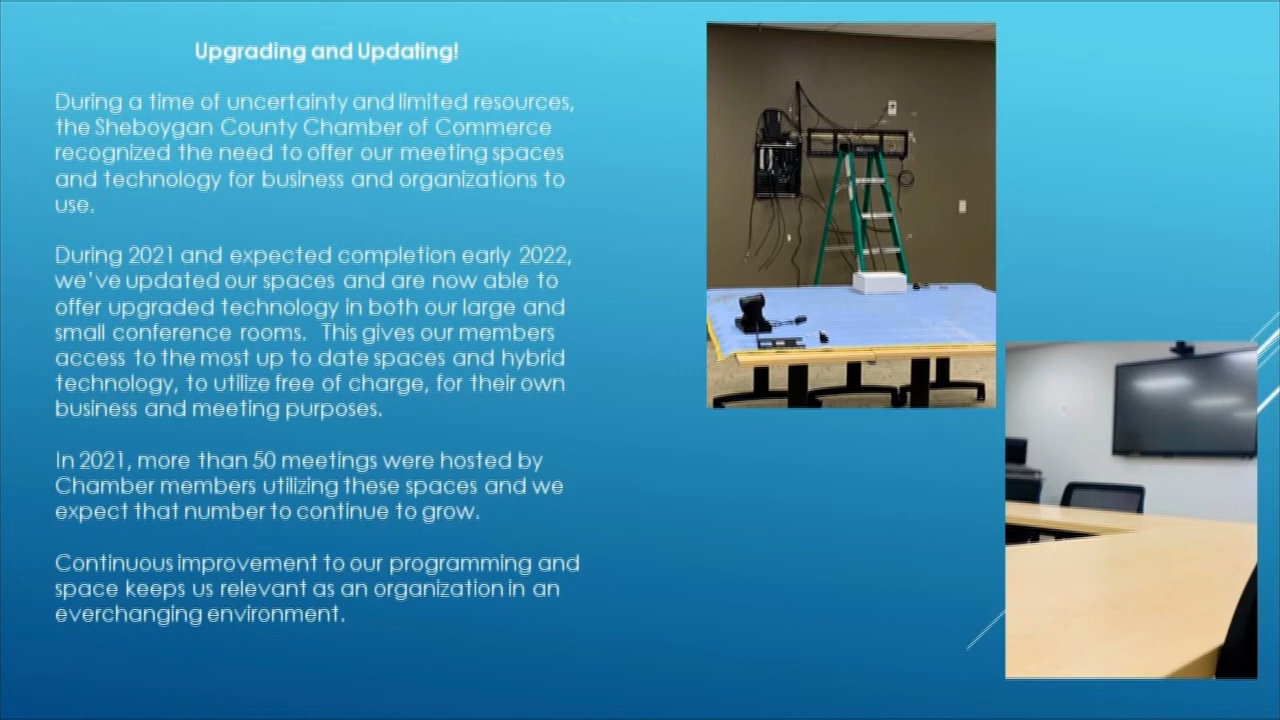 Upgrading and Updating!
During a time of uncertainty and limited resources,
the Sheboygan County Chamber of Commerce
recognized the need to offer our meeting spaces
and technology for business and organizations to
use.
During 2021 and expected completion early 2022,
we've updated our spaces and are now able to
offer upgraded technology in both our large and
small conference rooms. This gives our members
access to the most up to date spaces and hybrid
technology, to utilize free of charge, for their own
business and meeting purposes.
In 2021, more than 50 meetings were hosted by
Chamber members utilizing these spaces and we
expect that number to continue to grow.
Continuous improvement to our programming and
space keeps us relevant as an organization in an
everchanging environment.